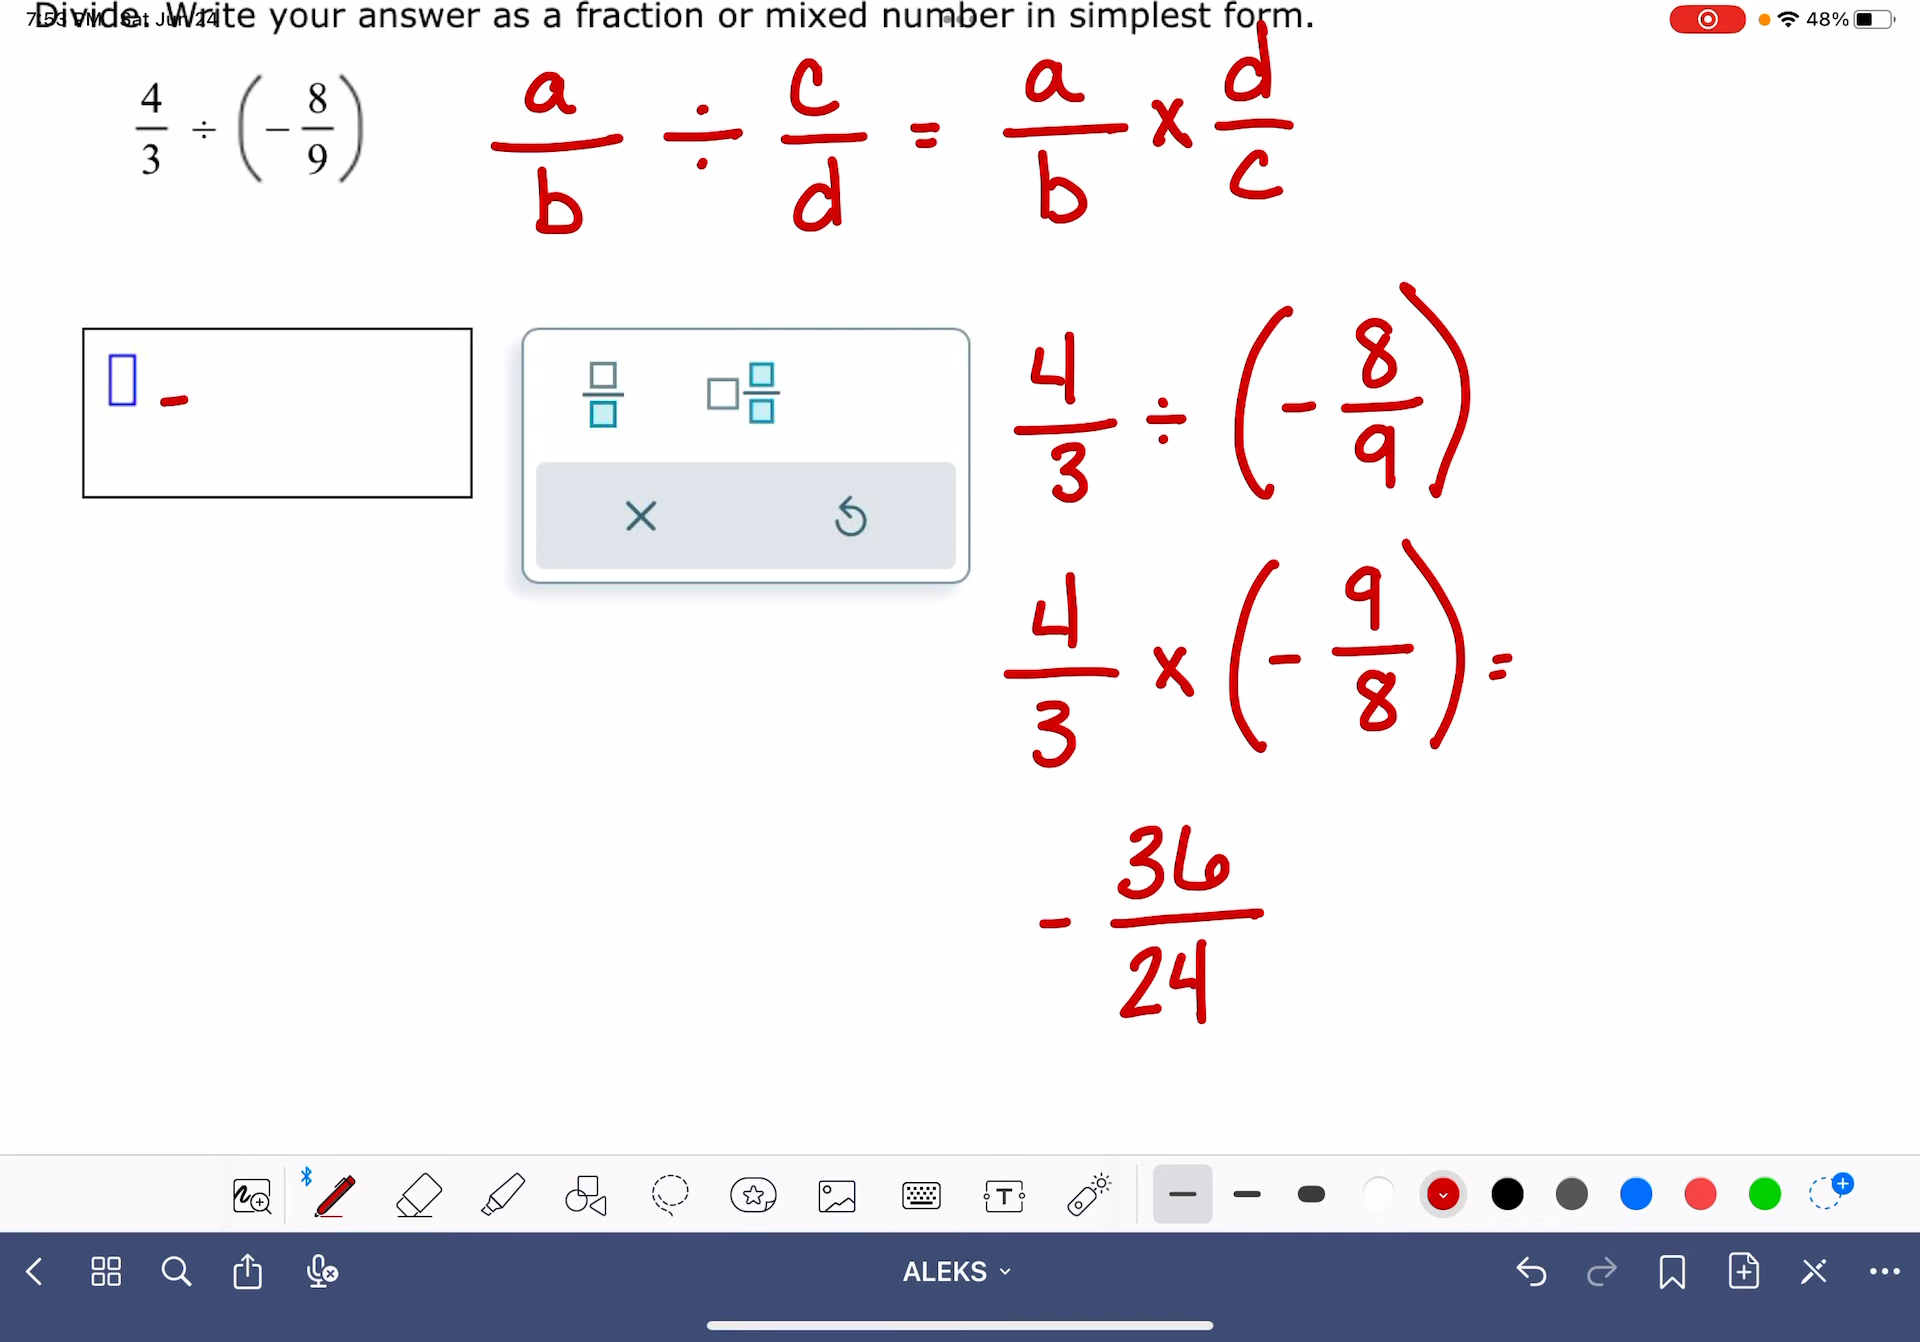 7:53 PM Sat Jun 24
48%
Divide. Write your answer as a fraction or mixed number in simplest form.
4/3 ÷ (- 8/9)
a/b ÷ c/d = a/b × d/c
-
4/3 ÷ (- 8/9)
4/3 × (- 9/8) =
- 36/24
T
ALEKS